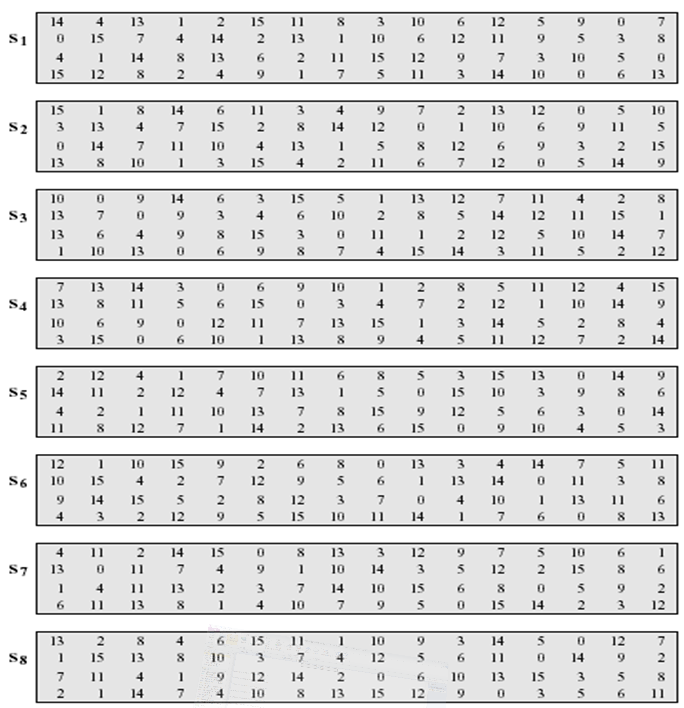 14 4 13 1 2 15 11 8 3 10 6 12 5 9 0 7
S1 0 15 7 4 14 2 13 1 10 6 12 11 9 5 3 8
4 1 14 8 13 6 2 11 15 12 9 7 3 10 5 0
15 12 8 2 4 9 1 7 5 11 3 14 10 0 6 13
15 1 8 14 6 11 3 4 9 7 2 13 12 0 5 10
S2 3 13 4 7 15 2 8 14 12 0 1 10 6 9 11 5
0 14 7 11 10 4 13 1 5 8 12 6 9 3 2 15
13 8 10 1 3 15 4 2 11 6 7 12 0 5 14 9
10 0 9 14 6 3 15 5 1 13 12 7 11 4 2 8
S3 13 7 0 9 3 4 6 10 2 8 5 14 12 11 15 1
13 6 4 9 8 15 3 0 11 1 2 12 5 10 14 7
1 10 13 0 6 9 8 7 4 15 14 3 11 5 2 12
7 13 14 3 0 6 9 10 1 2 8 5 11 12 4 15
S4 13 8 11 5 6 15 0 3 4 7 2 12 1 10 14 9
10 6 9 0 12 11 7 13 15 1 3 14 5 2 8 4
3 15 0 6 10 1 13 8 9 4 5 11 12 7 2 14
2 12 4 1 7 10 11 6 8 5 3 15 13 0 14 9
S5 14 11 2 12 4 7 13 1 5 0 15 10 3 9 8 6
4 2 1 11 10 13 7 8 15 9 12 5 6 3 0 14
11 8 12 7 1 14 2 13 6 15 0 9 10 4 5 3
12 1 10 15 9 2 6 8 0 13 3 4 14 7 5 11
S6 10 15 4 2 7 12 9 5 6 1 13 14 0 11 3 8
9 14 15 5 2 8 12 3 7 0 4 10 1 13 11 6
4 3 2 12 9 5 15 10 11 14 1 7 6 0 8 13
4 11 2 14 15 0 8 13 3 12 9 7 5 10 6 1
S7 13 0 11 7 4 9 1 10 14 3 5 12 2 15 8 6
1 4 11 13 12 3 7 14 10 15 6 8 0 5 9 2
6 11 13 8 1 4 10 7 9 5 0 15 14 2 3 12
13 2 8 4 6 15 11 1 10 9 3 14 5 0 12 7
S8 1 15 13 8 10 3 7 4 12 5 6 11 0 14 9 2
7 11 4 1 9 12 14 2 0 6 10 13 15 3 5 8
2 1 14 7 4 10 8 13 15 12 9 0 3 5 6 11